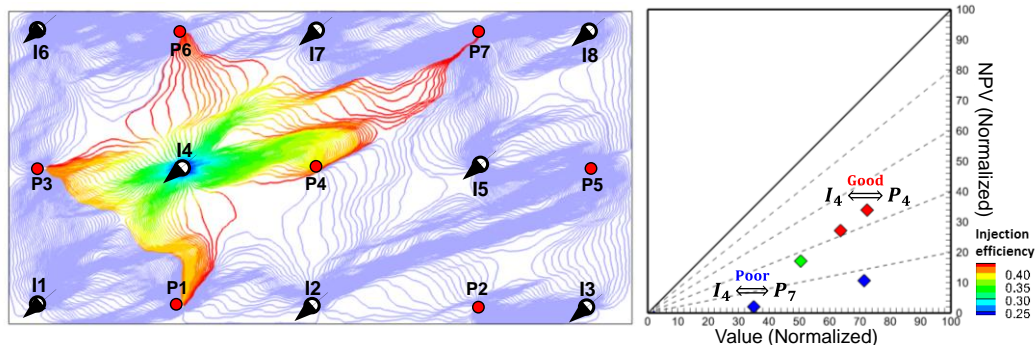 I6
P6
I7
P7
I8
P3
I4
P4
I5
P5
I1
P1
I2
P2
I3
100
90
80
70
60
50
40
30
20
10
0
0 10 20 30 40 50 60 70 80 90 100
Value (Normalized)
NPV (Normalized)
Good
I4 ⟺ P4
Poor
I4 ⟺ P7
Injection
efficiency
0.40
0.35
0.30
0.25